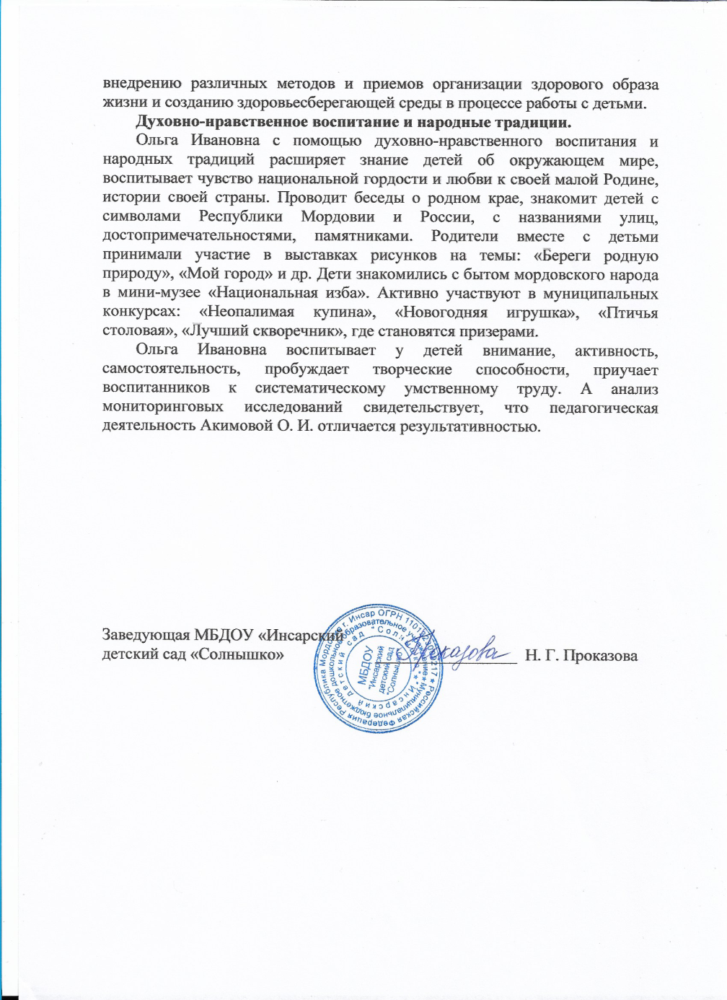 внедрению различных методов и приемов организации здорового образа
жизни и созданию здоровьесберегающей среды в процессе работы с детьми.
Духовно-нравственное воспитание и народные традиции.
Ольга Ивановна с помощью духовно-нравственного воспитания и
народных традиций расширяет знание детей об окружающем мире,
воспитывает чувство национальной гордости и любви к своей малой Родине,
истории своей страны. Проводит беседы о родном крае, знакомит детей с
символами Республики Мордовии и России, с названиями улиц,
достопримечательностями, памятниками. Родители вместе с детьми
принимали участие в выставках рисунков на темы: «Береги родную
природу», «Мой город» и др. Дети знакомились с бытом мордовского народа
в мини-музее «Национальная изба». Активно участвуют в муниципальных
конкурсах: «Неопалимая купина», «Новогодняя игрушка», «Птичья
столовая», «Лучший скворечник», где становятся призерами.
Ольга Ивановна воспитывает у детей внимание, активность,
самостоятельность, пробуждает творческие способности, приучает
воспитанников к систематическому умственному труду. А анализ
мониторинговых исследований свидетельствует, что педагогическая
деятельность Акимовой О. И. отличается результативностью.
Заведующая МБДОУ «Инсарский
детский сад «Солнышко» Проказова Н. Г. Проказова
Российская Федерация Республика Мордовия г. Инсар ОГРН
Муниципальное бюджетное дошкольное образовательное учреждение
"Инсарский детский сад "Солнышко"
МБДОУ
"Инсарский
детский сад
"Солнышко"